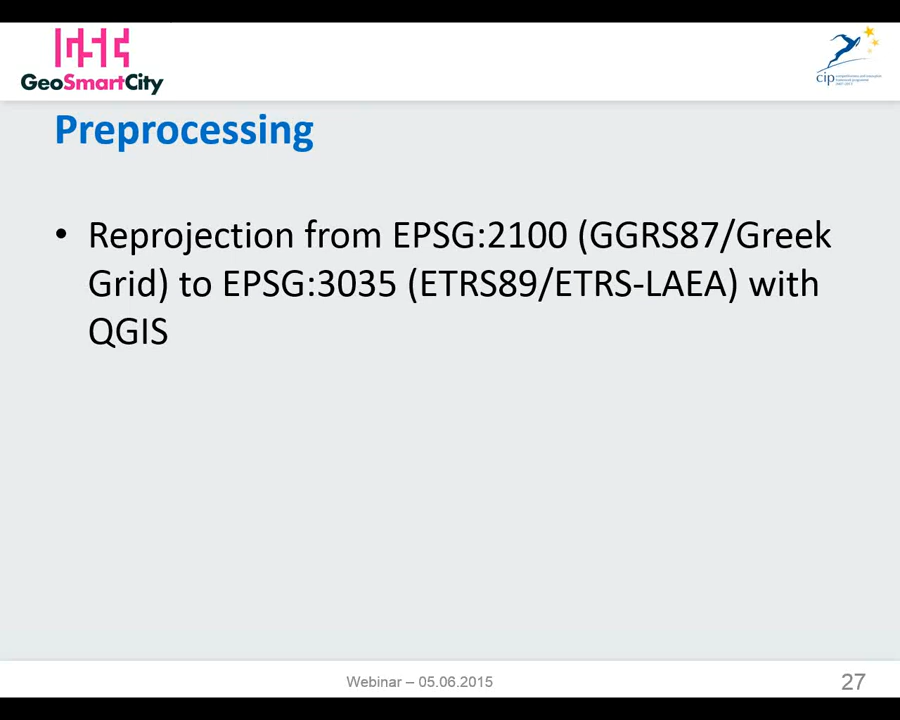 GeoSmartCity
cip
Preprocessing
• Reprojection from EPSG:2100 (GGRS87/Greek
Grid) to EPSG:3035 (ETRS89/ETRS-LAEA) with
QGIS
Webinar – 05.06.2015
27